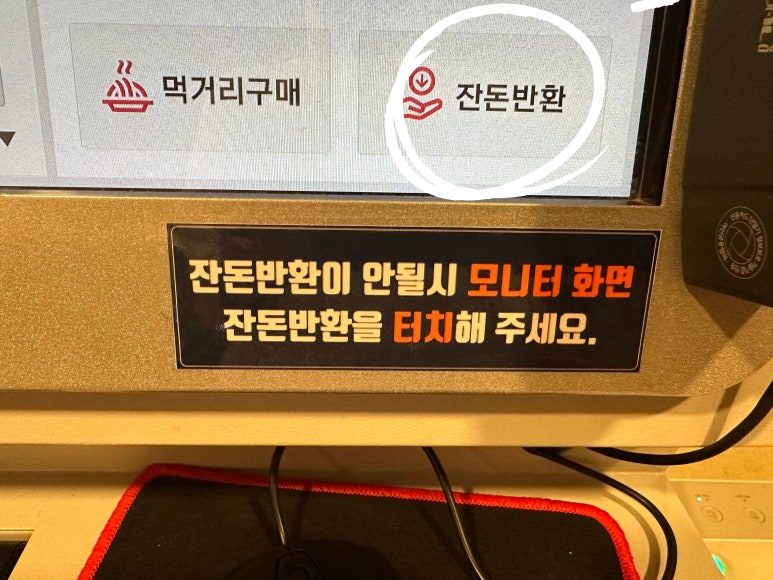 먹거리구매
잔돈반환
잔돈반환이 안될시 모니터 화면
잔돈반환을 터치해 주세요.